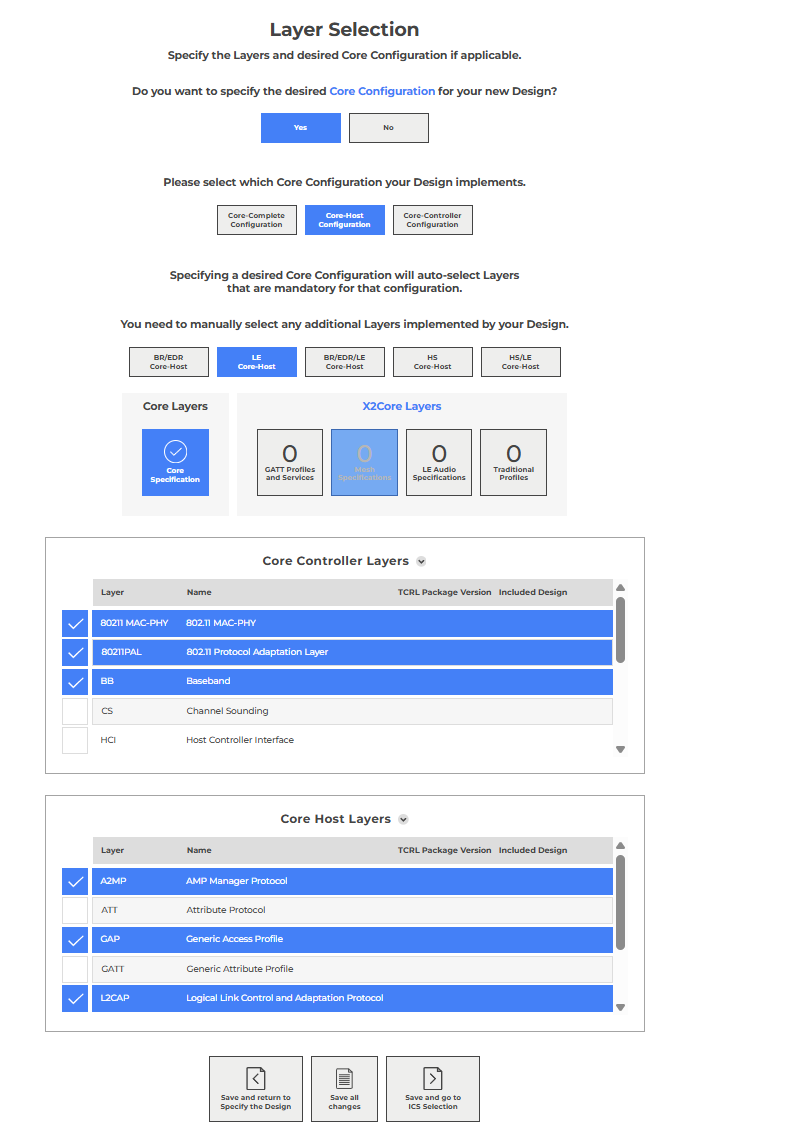 Layer Selection
Specify the Layers and desired Core Configuration if applicable.
Do you want to specify the desired Core Configuration for your new Design?
Yes No
Please select which Core Configuration your Design implements.
Core-Complete Core-Host Core-Controller
Configuration Configuration Configuration
Specifying a desired Core Configuration will auto-select Layers
that are mandatory for that configuration.
You need to manually select any additional Layers implemented by your Design.
BR/EDR LE BR/EDR/LE HS HS/LE
Core-Host Core-Host Core-Host Core-Host Core-Host
Core Layers X2Core Layers
0 0 0 0
Core GATT Profiles Mesh LE Audio Traditional
Specification and Services Specifications Specifications Profiles
Core Controller Layers
Layer Name TCRL Package Version Included Design
80211 MAC-PHY 802.11 MAC-PHY
80211PAL 802.11 Protocol Adaptation Layer
BB Baseband
CS Channel Sounding
HCI Host Controller Interface
Core Host Layers
Layer Name TCRL Package Version Included Design
A2MP AMP Manager Protocol
ATT Attribute Protocol
GAP Generic Access Profile
GATT Generic Attribute Profile
L2CAP Logical Link Control and Adaptation Protocol
Save and return to Save all Save and go to
Specify the Design changes ICS Selection